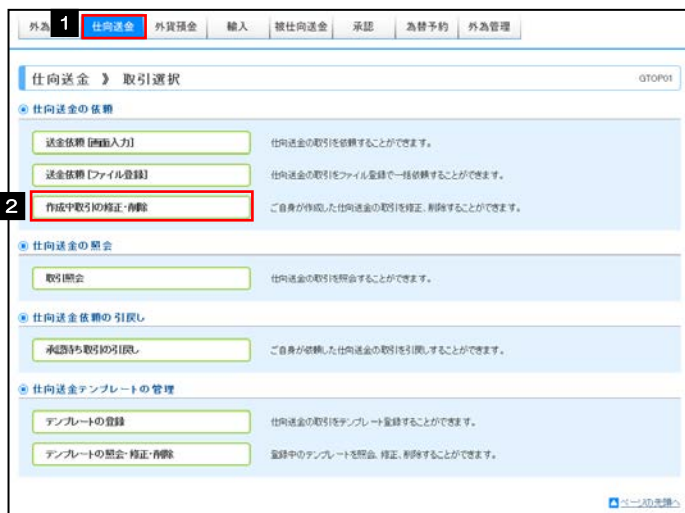 外為
1
仕向送金
外貨預金
輸入
被仕向送金
承認
為替予約
外為管理
仕向送金 》 取引選択
GTOP01
仕向送金の依頼
送金依頼[画面入力]
仕向送金の取引を依頼することができます。
送金依頼[ファイル登録]
仕向送金の取引をファイル登録で一括依頼することができます。
2
作成中取引の修正・削除
ご自身が作成した仕向送金の取引を修正、削除することができます。
仕向送金の照会
取引照会
仕向送金の取引を照会することができます。
仕向送金依頼の引戻し
承認待ち取引の引戻し
ご自身が依頼した仕向送金の取引を引戻しすることができます。
仕向送金テンプレートの管理
テンプレートの登録
仕向送金の取引をテンプレート登録することができます。
テンプレートの照会・修正・削除
登録中のテンプレートを照会、修正、削除することができます。
ページの先頭へ